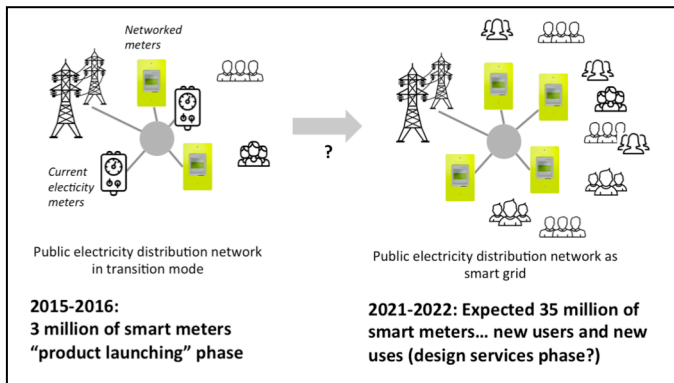 Networked
meters
Current
electicity
meters
?
Public electricity distribution network
in transition mode
2015-2016:
3 million of smart meters
“product launching” phase
Public electricity distribution network as
smart grid
2021-2022: Expected 35 million of
smart meters... new users and new
uses (design services phase?)